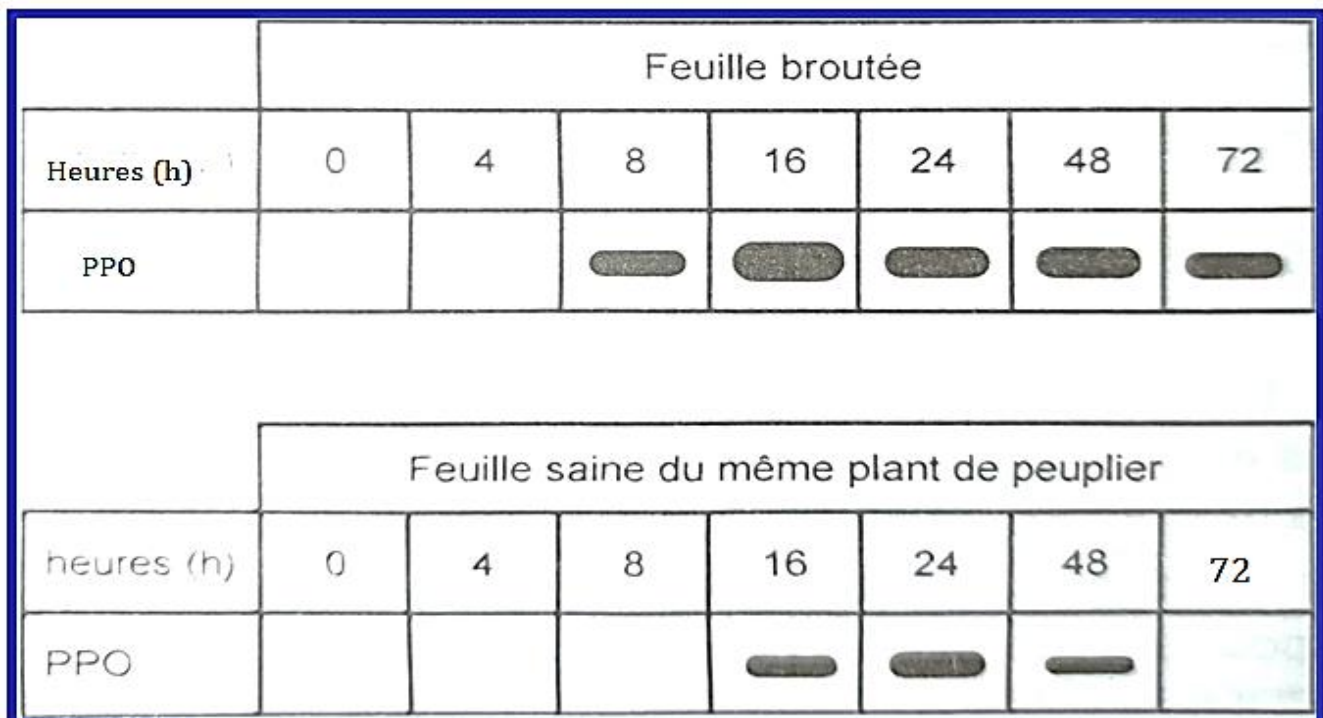 Feuille broutée
Heures (h) 0 4 8 16 24 48 72
PPO
Feuille saine du même plant de peuplier
heures (h) 0 4 8 16 24 48 72
PPO